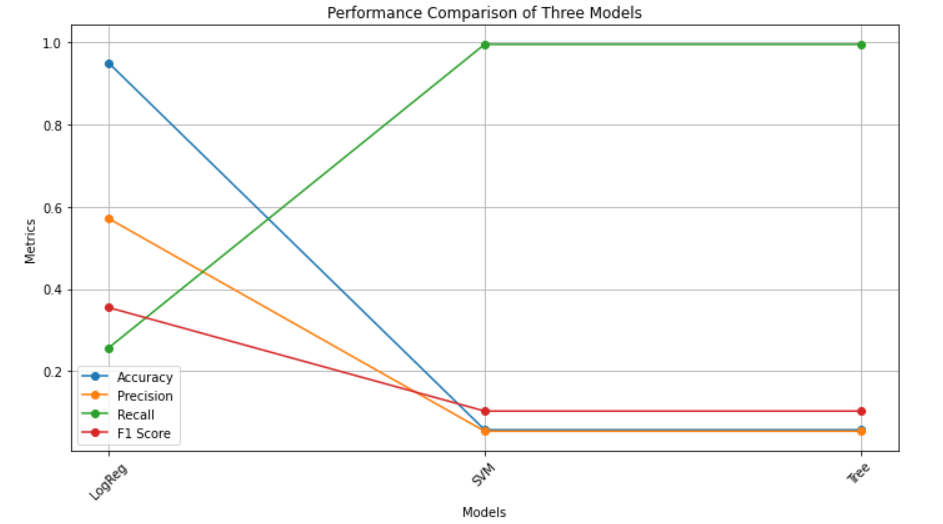 Performance Comparison of Three Models
1.0
0.8
0.6
0.4
0.2
Metrics
Accuracy
Precision
Recall
F1 Score
LogReg
SVM
Tree
Models